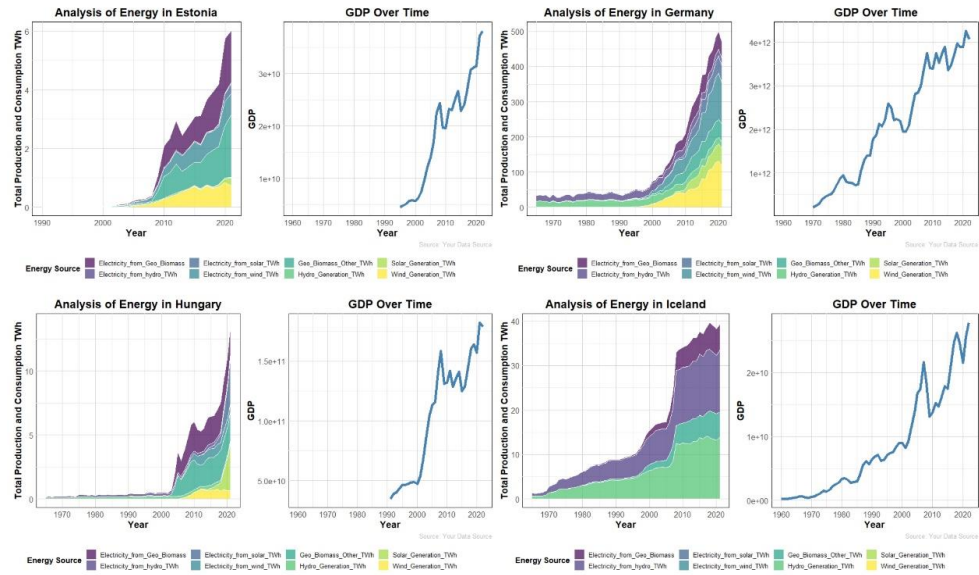 Analysis of Energy in Estonia
Total Production and Consumption TWh
6
4
2
0
1990 2000 2010 2020
Year
GDP Over Time
GDP
3e+10
2e+10
1e+10
1960 1970 1980 1990 2000 2010 2020
Year
Source: Your Data Source
Energy Source
Electricity_from_Geo_Biomass Electricity_from_solar_TWh Geo_Biomass_Other_TWh Solar_Generation_TWh
Electricity_from_hydro_TWh Electricity_from_wind_TWh Hydro_Generation_TWh Wind_Generation_TWh
Analysis of Energy in Germany
Total Production and Consumption TWh
500
400
300
200
100
0
1970 1980 1990 2000 2010 2020
Year
GDP Over Time
GDP
4e+12
3e+12
2e+12
1e+12
1960 1970 1980 1990 2000 2010 2020
Year
Source: Your Data Source
Energy Source
Electricity_from_Geo_Biomass Electricity_from_solar_TWh Geo_Biomass_Other_TWh Solar_Generation_TWh
Electricity_from_hydro_TWh Electricity_from_wind_TWh Hydro_Generation_TWh Wind_Generation_TWh
Analysis of Energy in Hungary
Total Production and Consumption TWh
10
5
0
1970 1980 1990 2000 2010 2020
Year
GDP Over Time
GDP
1.5e+11
1.0e+11
5.0e+10
1960 1970 1980 1990 2000 2010 2020
Year
Source: Your Data Source
Energy Source
Electricity_from_Geo_Biomass Electricity_from_solar_TWh Geo_Biomass_Other_TWh Solar_Generation_TWh
Electricity_from_hydro_TWh Electricity_from_wind_TWh Hydro_Generation_TWh Wind_Generation_TWh
Analysis of Energy in Iceland
Total Production and Consumption TWh
40
30
20
10
0
1970 1980 1990 2000 2010 2020
Year
GDP Over Time
GDP
2e+10
1e+10
0e+00
1960 1970 1980 1990 2000 2010 2020
Year
Source: Your Data Source
Energy Source
Electricity_from_Geo_Biomass Electricity_from_solar_TWh Geo_Biomass_Other_TWh Solar_Generation_TWh
Electricity_from_hydro_TWh Electricity_from_wind_TWh Hydro_Generation_TWh Wind_Generation_TWh